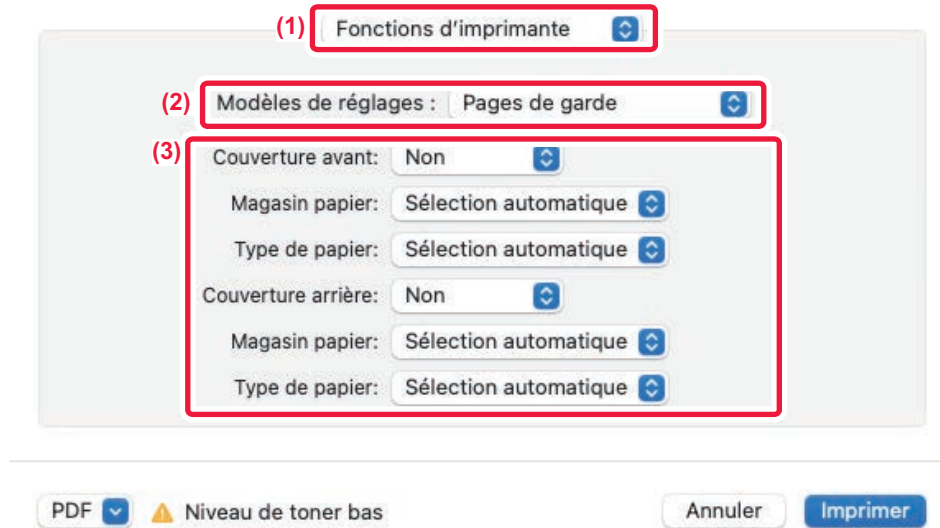 (1) Fonctions d'imprimante
(2) Modèles de réglages : Pages de garde
(3) Couverture avant: Non
Magasin papier: Sélection automatique
Type de papier: Sélection automatique
Couverture arrière: Non
Magasin papier: Sélection automatique
Type de papier: Sélection automatique
PDF Niveau de toner bas Annuler Imprimer